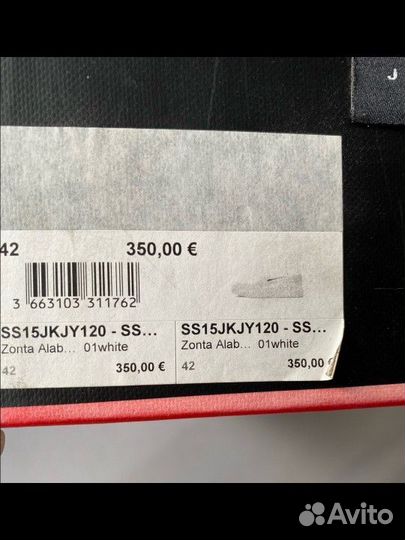 J
42 350,00 €
3 663103 311762
SS15JKJY120 - SS...
Zonta Alab... 01white
42 350,00 €
SS15JKJY120 - SS...
Zonta Alab... 01white
42 350,00 €
Avito